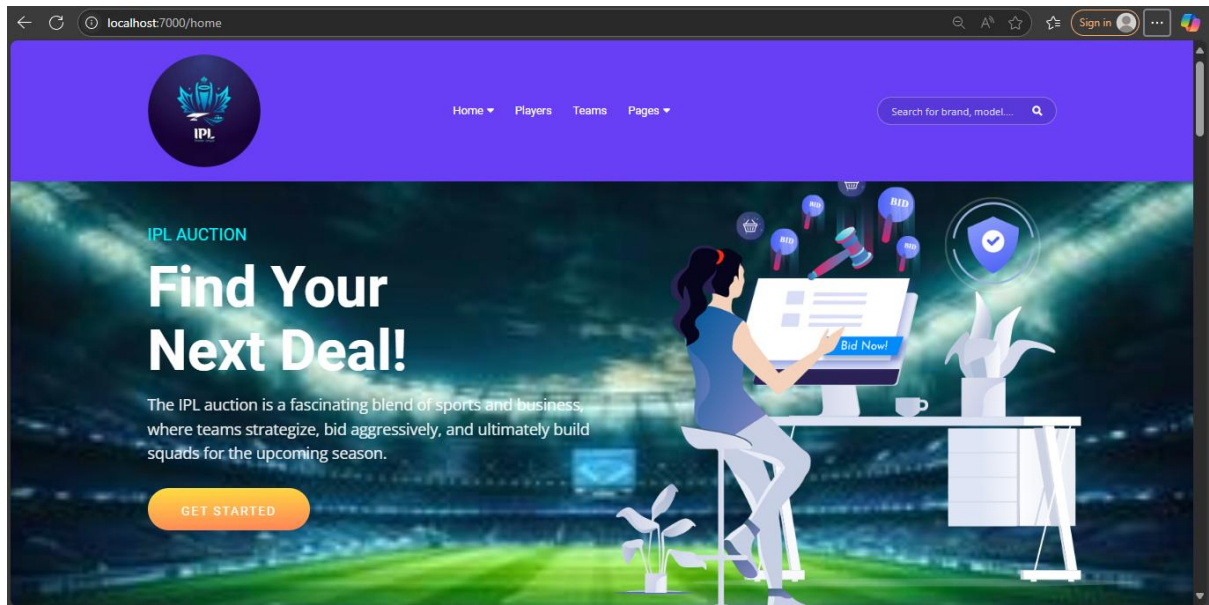 localhost:7000/home
Sign in
IPL
Home Players Teams Pages
Search for brand, model....
IPL AUCTION
Find Your
Next Deal!
The IPL auction is a fascinating blend of sports and business,
where teams strategize, bid aggressively, and ultimately build
squads for the upcoming season.
GET STARTED
BID
BID
BID
BID
Bid Now!